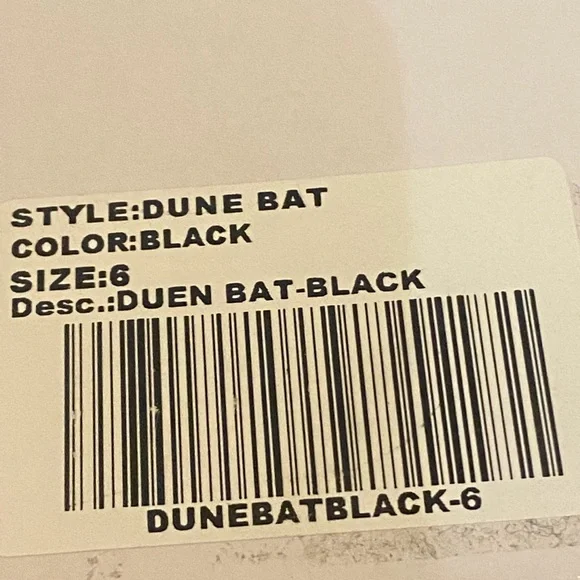 STYLE:DUNE BAT
COLOR:BLACK
SIZE:6
Desc.:DUEN BAT-BLACK
DUNEBATBLACK-6